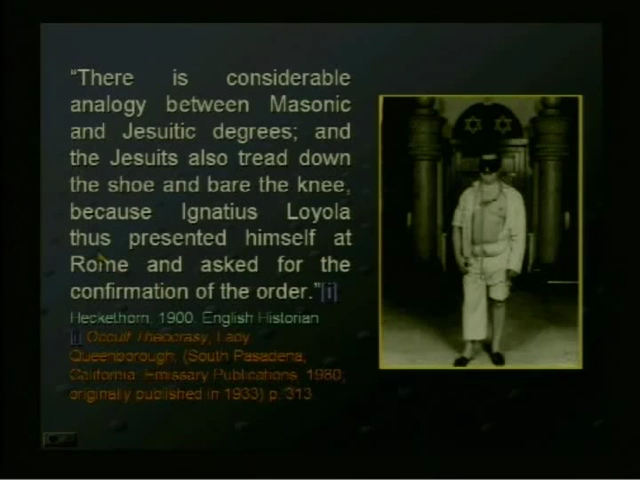 “There is considerable
analogy between Masonic
and Jesuitic degrees; and
the Jesuits also tread down
the shoe and bare the knee,
because Ignatius Loyola
thus presented himself at
Rome and asked for the
confirmation of the order.”[i]
Heckethorn, 1900, English Historian
[i] Occult Theocrasy, Lady
Queenborough, (South Pasadena,
California: Emissary Publications, 1980;
originally published in 1933) p. 313